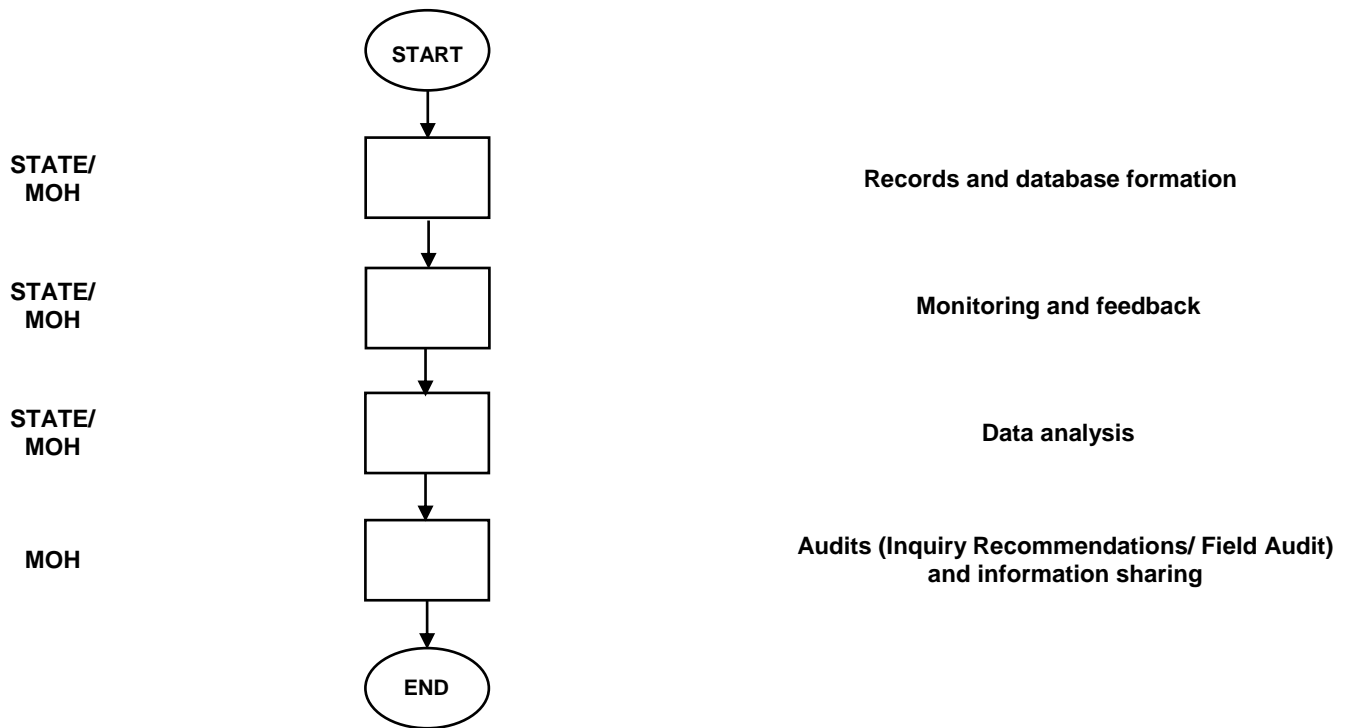 START
STATE/
MOH
Records and database formation
STATE/
MOH
Monitoring and feedback
STATE/
MOH
Data analysis
MOH
Audits (Inquiry Recommendations/ Field Audit)
and information sharing
END